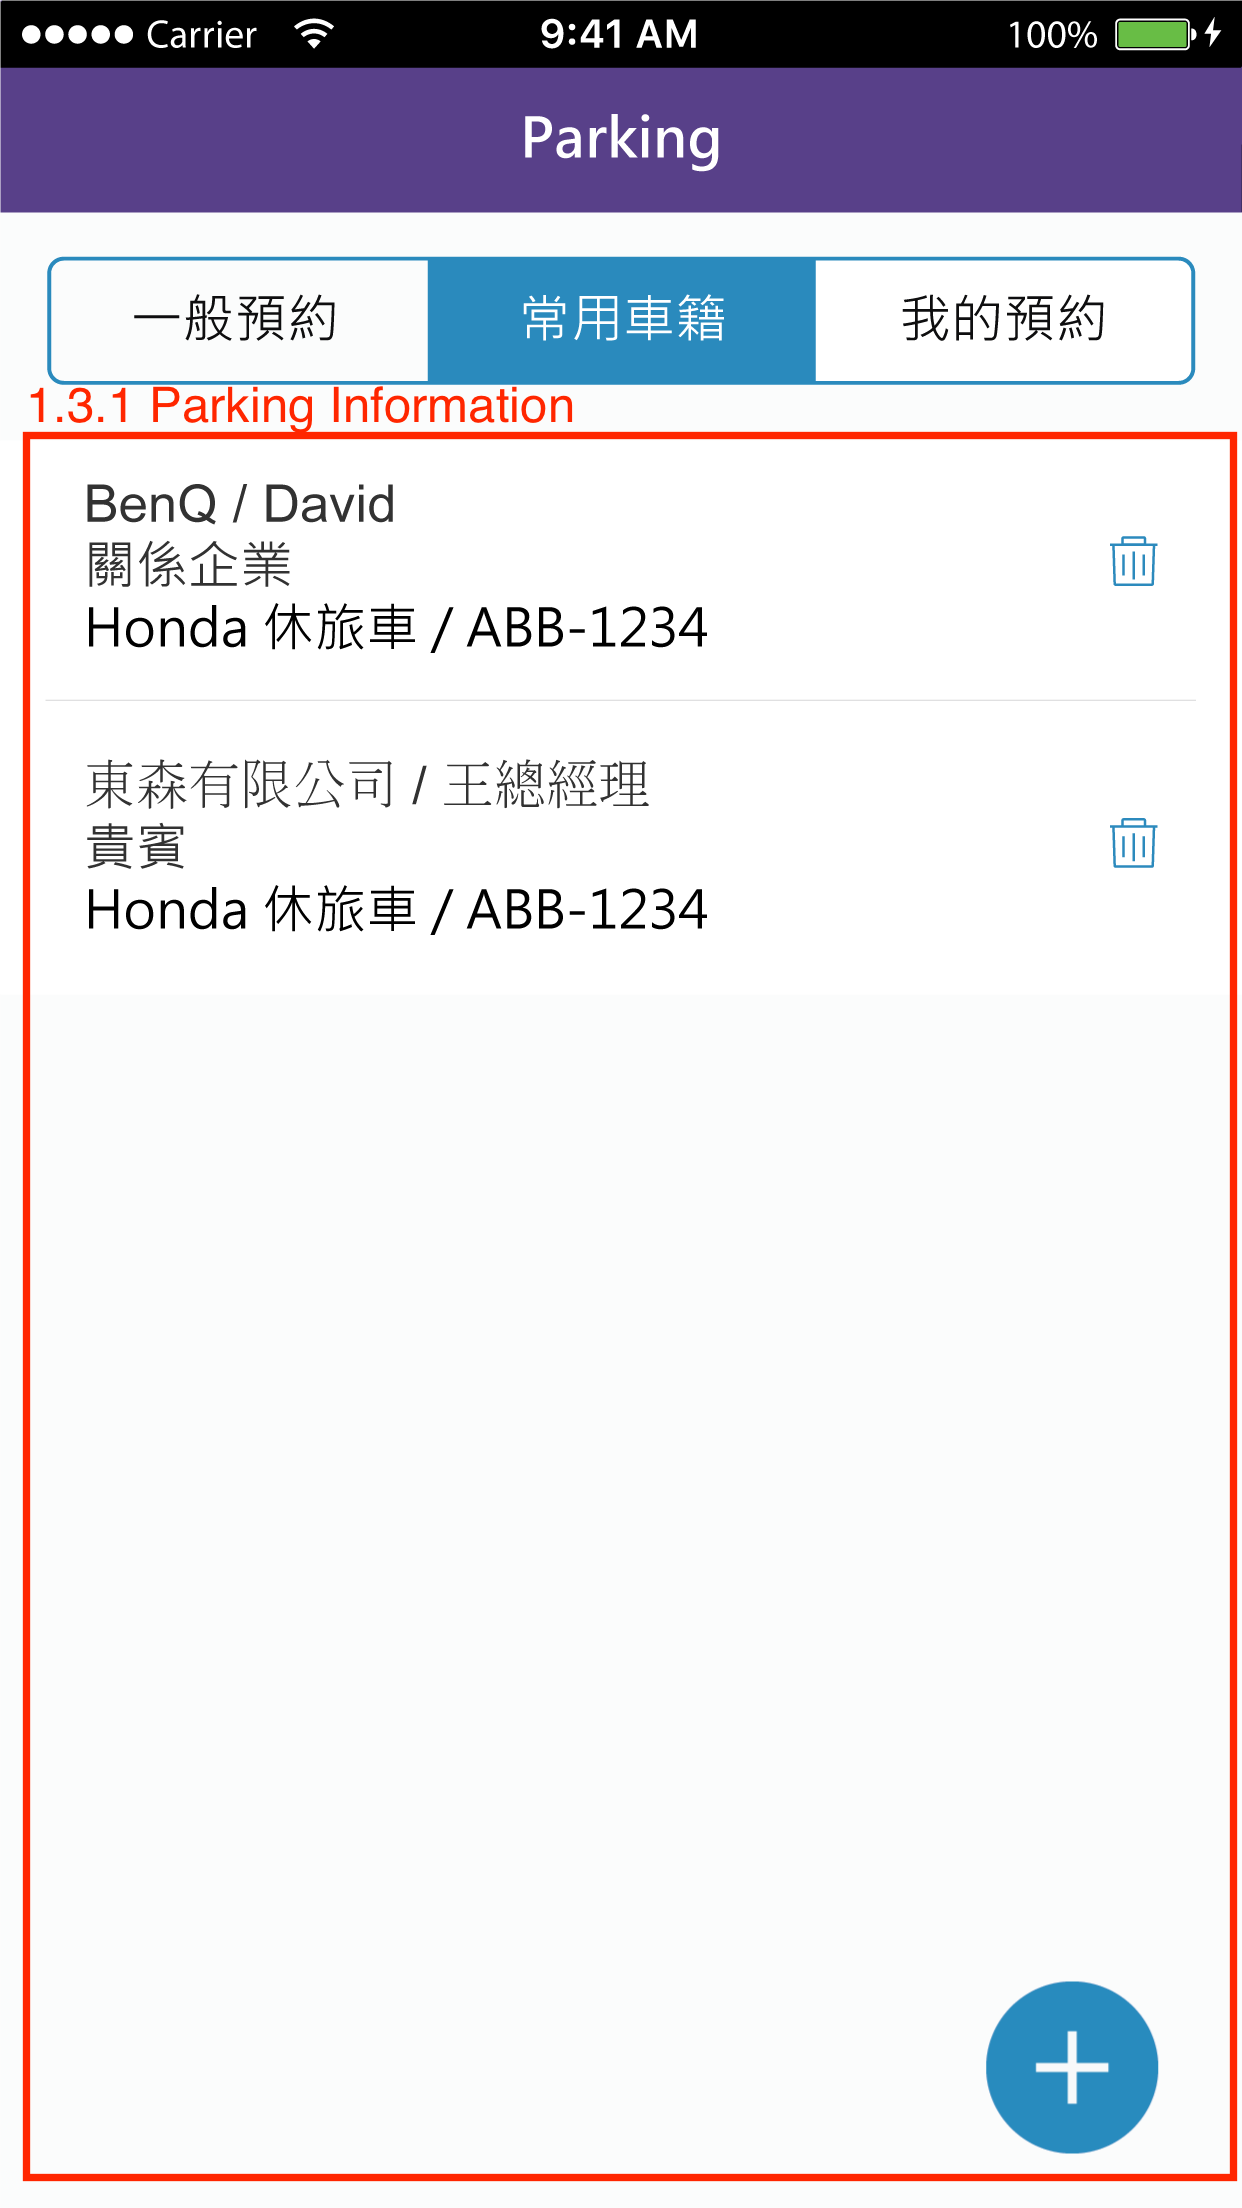 Carrier 9:41 AM 100%
Parking
一般預約 常用車籍 我的預約
1.3.1 Parking Information
BenQ / David
關係企業
Honda 休旅車 / ABB-1234
東森有限公司 / 王總經理
貴賓
Honda 休旅車 / ABB-1234